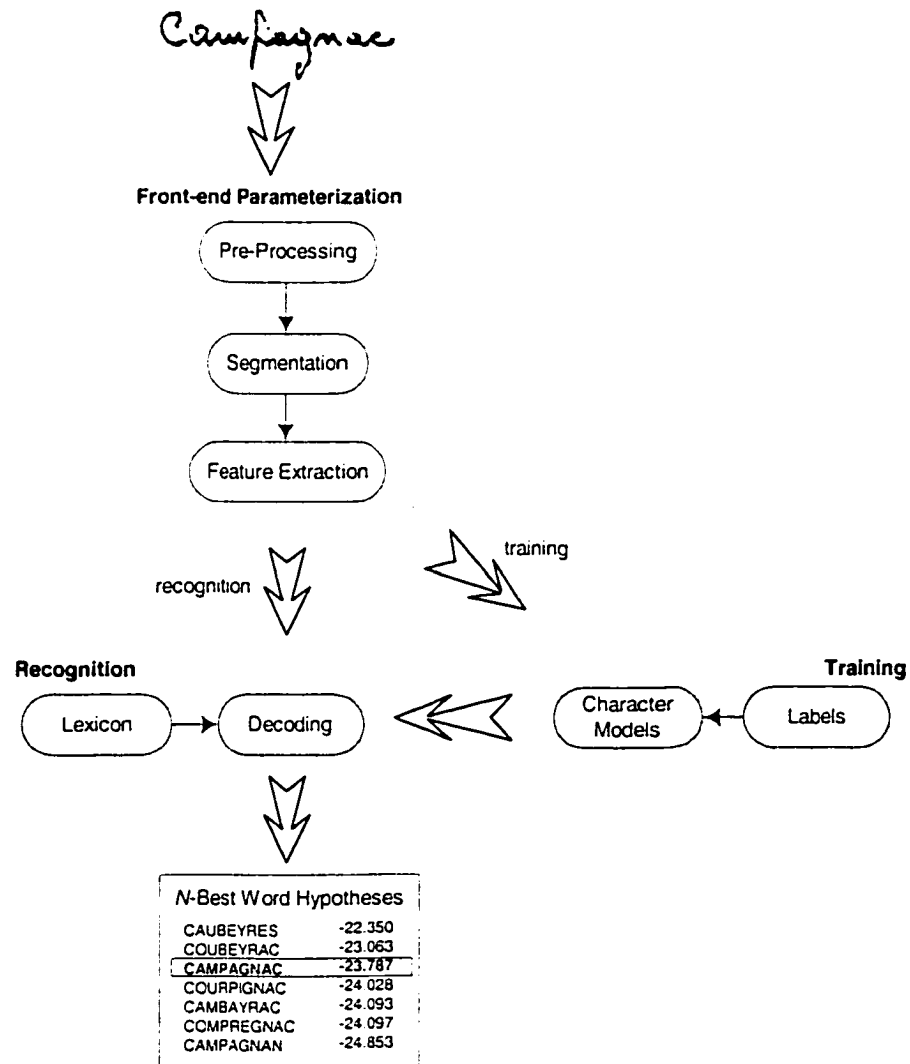 Campagnac
Front-end Parameterization
Pre-Processing
Segmentation
Feature Extraction
training
recognition
Recognition
Training
Lexicon
Decoding
Character
Models
Labels
N-Best Word Hypotheses
CAUBEYRES -22.350
COUBEYRAC -23.063
CAMPAGNAC -23.787
COURPIGNAC -24.028
CAMBAYRAC -24.093
COMPREGNAC -24.097
CAMPAGNAN -24.853